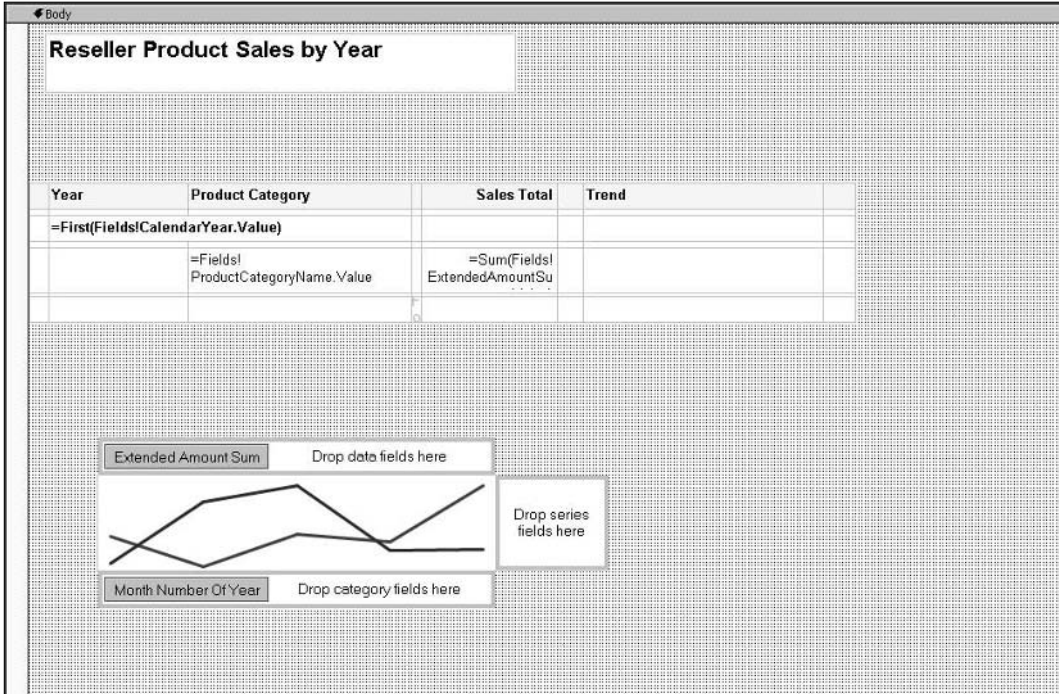 Body
Reseller Product Sales by Year
Year Product Category Sales Total Trend
=First(Fields!CalendarYear.Value)
=Fields!
ProductCategoryName.Value
=Sum(Fields!
ExtendedAmountSu
Extended Amount Sum Drop data fields here
Drop series
fields here
Month Number Of Year Drop category fields here